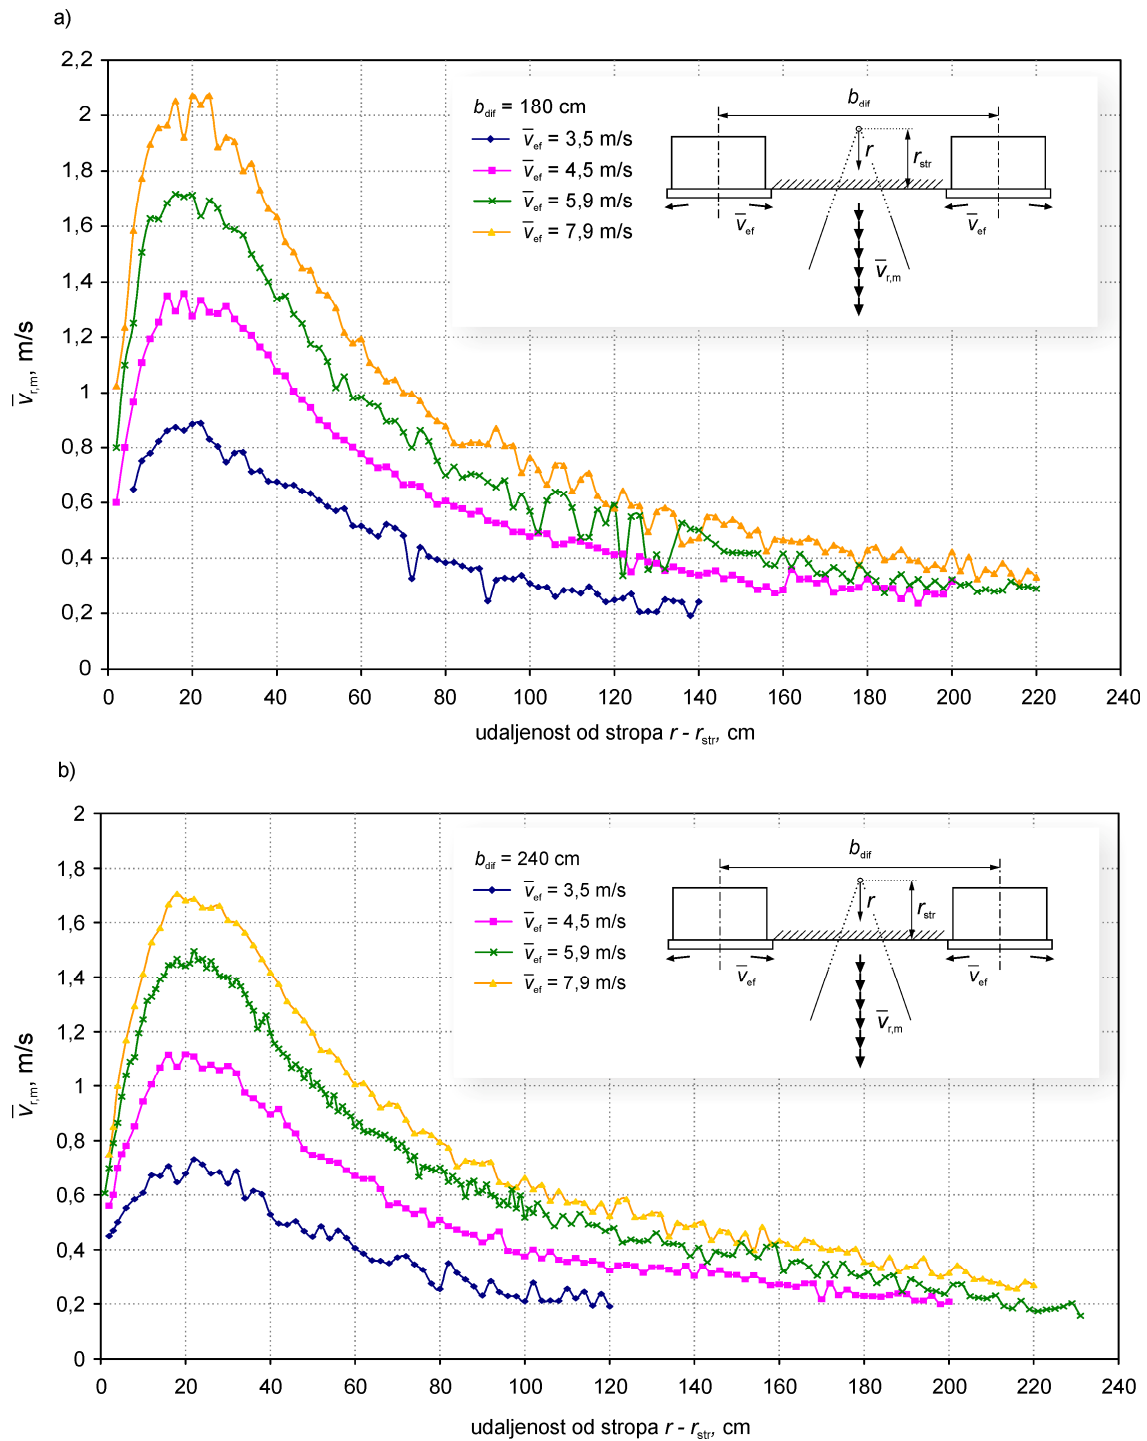 a)
2,2
2
1,8
1,6
1,4
1,2
1
0,8
0,6
0,4
0,2
0
v̅r,m, m/s
bdif = 180 cm
v̅ef = 3,5 m/s
v̅ef = 4,5 m/s
v̅ef = 5,9 m/s
v̅ef = 7,9 m/s
bdif
r
rstr
v̅ef
v̅ef
v̅r,m
0 20 40 60 80 100 120 140 160 180 200 220 240
udaljenost od stropa r - rstr, cm
b)
2
1,8
1,6
1,4
1,2
1
0,8
0,6
0,4
0,2
0
v̅r,m, m/s
bdif = 240 cm
v̅ef = 3,5 m/s
v̅ef = 4,5 m/s
v̅ef = 5,9 m/s
v̅ef = 7,9 m/s
bdif
r
rstr
v̅ef
v̅ef
v̅r,m
0 20 40 60 80 100 120 140 160 180 200 220 240
udaljenost od stropa r - rstr, cm